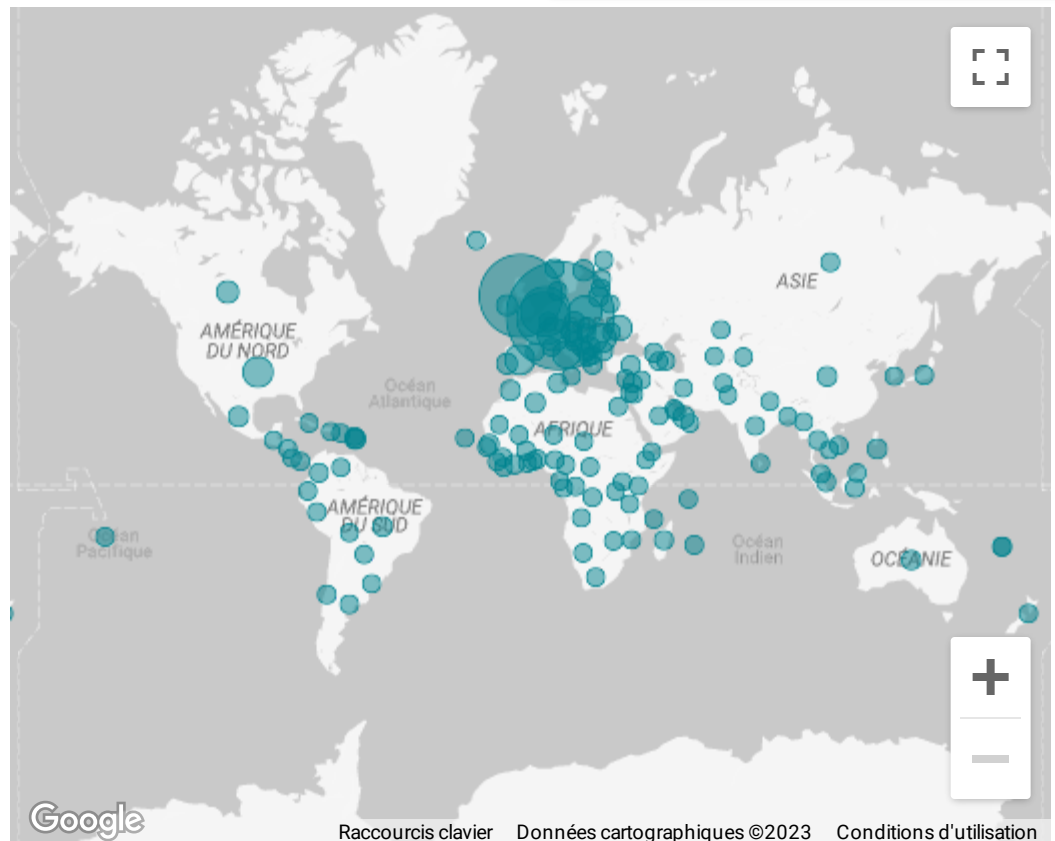 ASIE
AMÉRIQUE
DU NORD
Océan
Atlantique
AFRIQUE
AMÉRIQUE
DU SUD
Océan
Pacifique
Océan
Indien
OCÉANIE
Google
Raccourcis clavier Données cartographiques ©2023 Conditions d'utilisation